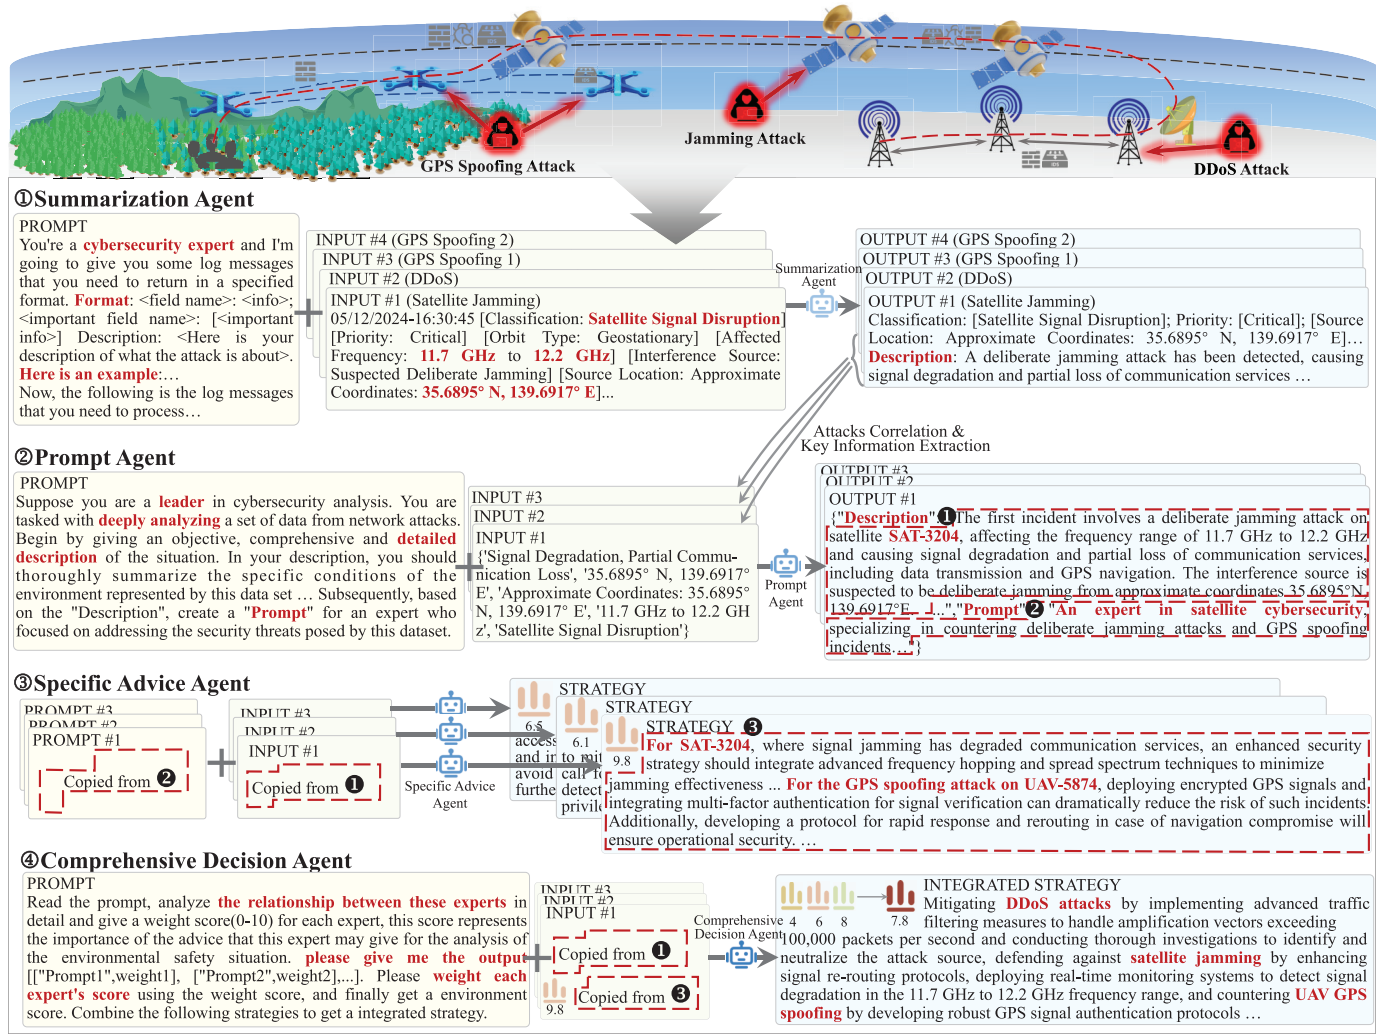 GPS Spoofing Attack
Jamming Attack
DDoS Attack
①Summarization Agent
PROMPT
You're a cybersecurity expert and I'm
going to give you some log messages
that you need to return in a specified
format. Format: <field name>: <info>;
<important field name>: [<important
info>] Description: <Here is your
description of what the attack is about>.
Here is an example:…
Now, the following is the log messages
that you need to process…
INPUT #4 (GPS Spoofing 2)
INPUT #3 (GPS Spoofing 1)
INPUT #2 (DDoS)
INPUT #1 (Satellite Jamming)
05/12/2024-16:30:45 [Classification: Satellite Signal Disruption]
[Priority: Critical] [Orbit Type: Geostationary] [Affected
Frequency: 11.7 GHz to 12.2 GHz] [Interference Source:
Suspected Deliberate Jamming] [Source Location: Approximate
Coordinates: 35.6895° N, 139.6917° E]...
Summarization
Agent
OUTPUT #4 (GPS Spoofing 2)
OUTPUT #3 (GPS Spoofing 1)
OUTPUT #2 (DDoS)
OUTPUT #1 (Satellite Jamming)
Classification: [Satellite Signal Disruption]; Priority: [Critical]; [Source
Location: Approximate Coordinates: 35.6895° N, 139.6917° E]…
Description: A deliberate jamming attack has been detected, causing
signal degradation and partial loss of communication services …
Attacks Correlation &
Key Information Extraction
②Prompt Agent
PROMPT
Suppose you are a leader in cybersecurity analysis. You are
tasked with deeply analyzing a set of data from network attacks.
Begin by giving an objective, comprehensive and detailed
description of the situation. In your description, you should
thoroughly summarize the specific conditions of the
environment represented by this data set … Subsequently, based
on the "Description", create a "Prompt" for an expert who
focused on addressing the security threats posed by this dataset.
INPUT #3
INPUT #2
INPUT #1
{'Signal Degradation, Partial Commu-
nication Loss', '35.6895° N, 139.6917°
E', 'Approximate Coordinates: 35.6895°
N, 139.6917° E', '11.7 GHz to 12.2 GH
z', 'Satellite Signal Disruption'}
Prompt
Agent
OUTPUT #3
OUTPUT #2
OUTPUT #1
{"Description" ❶ The first incident involves a deliberate jamming attack on
satellite SAT-3204, affecting the frequency range of 11.7 GHz to 12.2 GHz
and causing signal degradation and partial loss of communication services,
including data transmission and GPS navigation. The interference source is
suspected to be deliberate jamming from approximate coordinates 35.6895°N,
139.6917°E. ...","Prompt" ❷ "An expert in satellite cybersecurity,
specializing in countering deliberate jamming attacks and GPS spoofing
incidents…"}
③Specific Advice Agent
PROMPT #3
PROMPT #2
PROMPT #1
Copied from ❷
INPUT #3
INPUT #2
INPUT #1
Copied from ❶
Specific Advice
Agent
STRATEGY
6.5
access
and in
avoid
furthe
STRATEGY
6.1
to mit
call fo
detect
privile
STRATEGY ❸
9.8
For SAT-3204, where signal jamming has degraded communication services, an enhanced security
strategy should integrate advanced frequency hopping and spread spectrum techniques to minimize
jamming effectiveness ... For the GPS spoofing attack on UAV-5874, deploying encrypted GPS signals and
integrating multi-factor authentication for signal verification can dramatically reduce the risk of such incidents.
Additionally, developing a protocol for rapid response and rerouting in case of navigation compromise will
ensure operational security. …
④Comprehensive Decision Agent
PROMPT
Read the prompt, analyze the relationship between these experts in
detail and give a weight score(0-10) for each expert, this score represents
the importance of the advice that this expert may give for the analysis of
the environmental safety situation. please give me the output
[["Prompt1",weight1], ["Prompt2",weight2],...]. Please weight each
expert's score using the weight score, and finally get a environment
score. Combine the following strategies to get a integrated strategy.
INPUT #3
INPUT #2
INPUT #1
Copied from ❶
9.8
Copied from ❸
Comprehensive
Decision Agent
4 6 8
7.8
INTEGRATED STRATEGY
Mitigating DDoS attacks by implementing advanced traffic
filtering measures to handle amplification vectors exceeding
100,000 packets per second and conducting thorough investigations to identify and
neutralize the attack source, defending against satellite jamming by enhancing
signal re-routing protocols, deploying real-time monitoring systems to detect signal
degradation in the 11.7 GHz to 12.2 GHz frequency range, and countering UAV GPS
spoofing by developing robust GPS signal authentication protocols …